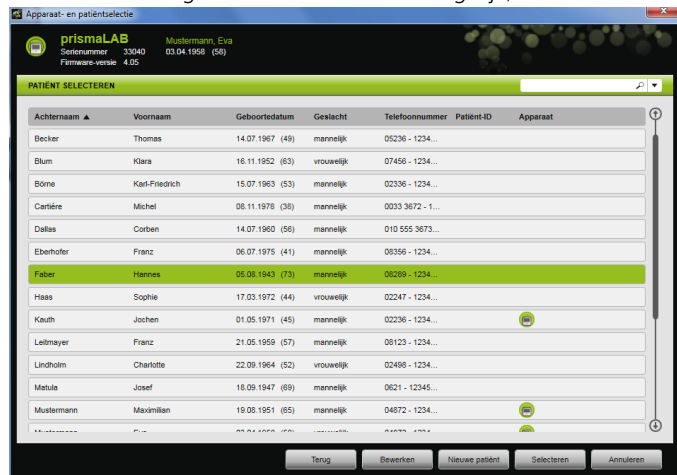 Apparaat- en patiëntselectie
prismaLAB
Mustermann, Eva
Serienummer 33040 03.04.1958 (58)
Firmware-versie 4.05
PATIËNT SELECTEREN
Achternaam ▲ Voornaam Geboortedatum Geslacht Telefoonnummer Patiënt-ID Apparaat
Becker Thomas 14.07.1967 (49) mannelijk 05236 - 1234...
Blum Klara 16.11.1952 (63) vrouwelijk 07456 - 1234...
Börne Karl-Friedrich 15.07.1963 (53) mannelijk 02336 - 1234...
Cartiére Michel 08.11.1978 (38) mannelijk 0033 3672 - 1...
Dallas Corben 14.07.1960 (56) mannelijk 010 555 3673...
Eberhofer Franz 06.07.1975 (41) mannelijk 08356 - 1234...
Faber Hannes 05.08.1943 (73) mannelijk 08289 - 1234...
Haas Sophie 17.03.1972 (44) vrouwelijk 02247 - 1234...
Kauth Jochen 01.05.1971 (45) mannelijk 02236 - 1234...
Leitmayer Franz 21.05.1959 (57) mannelijk 08123 - 1234...
Lindholm Charlotte 22.09.1964 (52) vrouwelijk 02498 - 1234...
Matula Josef 18.09.1947 (69) mannelijk 0621 - 12345...
Mustermann Maximilian 19.08.1951 (65) mannelijk 04872 - 1234...
Terug Bewerken Nieuwe patiënt Selecteren Annuleren